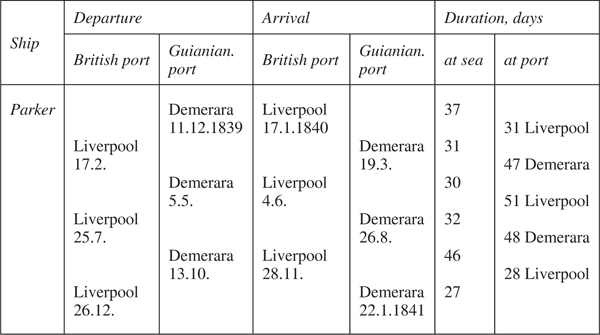 Ship Departure Arrival Duration, days
British port Guianian. port British port Guianian. port at sea at port
Parker Demerara Liverpool 37
11.12.1839 17.1.1840 31 Liverpool
Liverpool Demerara 31
17.2. 19.3. 47 Demerara
Demerara Liverpool 30
5.5. 4.6. 51 Liverpool
Liverpool Demerara 32
25.7. 26.8. 48 Demerara
Demerara Liverpool 46
13.10. 28.11. 28 Liverpool
Liverpool Demerara 27
26.12. 22.1.1841